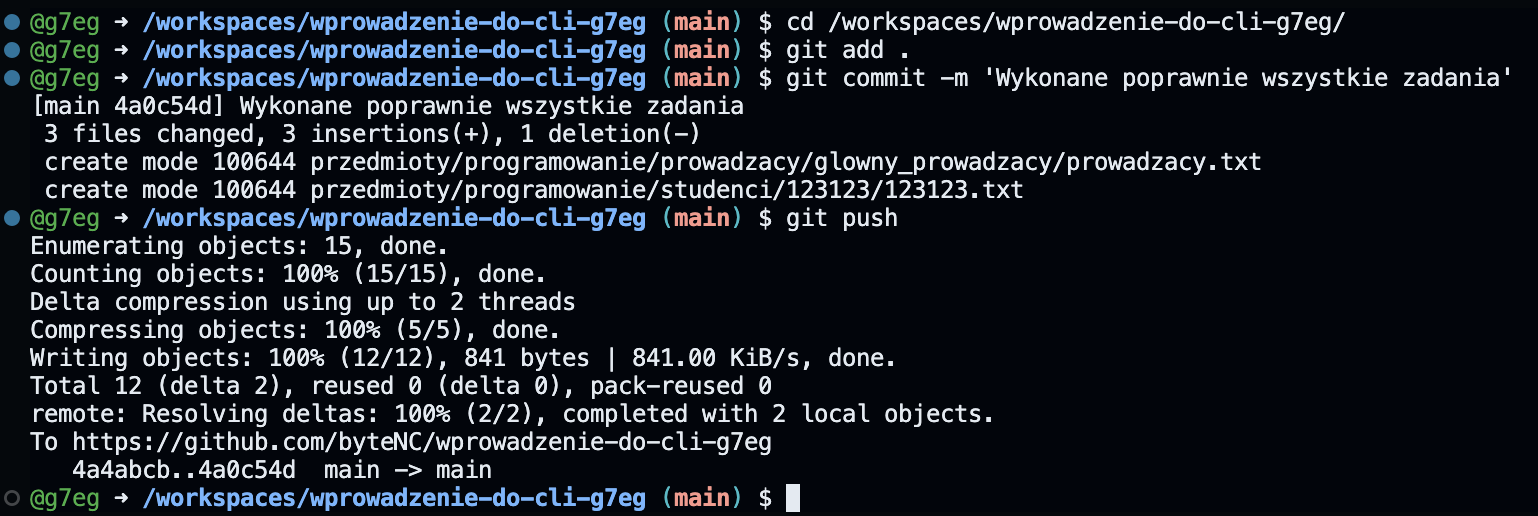 @g7eg ➜ /workspaces/wprowadzenie-do-cli-g7eg (main) $ cd /workspaces/wprowadzenie-do-cli-g7eg/
@g7eg ➜ /workspaces/wprowadzenie-do-cli-g7eg (main) $ git add .
@g7eg ➜ /workspaces/wprowadzenie-do-cli-g7eg (main) $ git commit -m 'Wykonane poprawnie wszystkie zadania'
[main 4a0c54d] Wykonane poprawnie wszystkie zadania
 3 files changed, 3 insertions(+), 1 deletion(-)
 create mode 100644 przedmioty/programowanie/prowadzacy/glowny_prowadzacy/prowadzacy.txt
 create mode 100644 przedmioty/programowanie/studenci/123123/123123.txt
@g7eg ➜ /workspaces/wprowadzenie-do-cli-g7eg (main) $ git push
Enumerating objects: 15, done.
Counting objects: 100% (15/15), done.
Delta compression using up to 2 threads
Compressing objects: 100% (5/5), done.
Writing objects: 100% (12/12), 841 bytes | 841.00 KiB/s, done.
Total 12 (delta 2), reused 0 (delta 0), pack-reused 0
remote: Resolving deltas: 100% (2/2), completed with 2 local objects.
To https://github.com/byteNC/wprowadzenie-do-cli-g7eg
   4a4abcb..4a0c54d  main -> main
@g7eg ➜ /workspaces/wprowadzenie-do-cli-g7eg (main) $